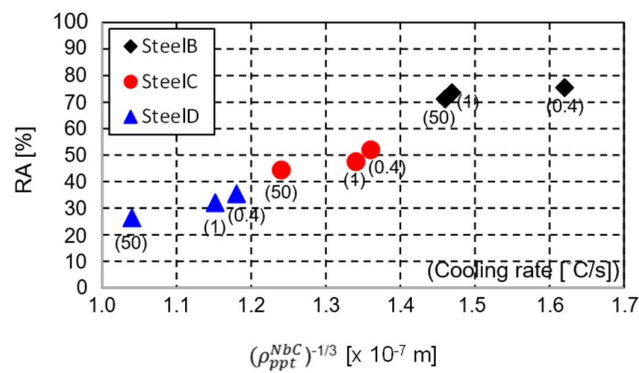 100
90
80
70
60
50
40
30
20
10
0
RA [%]
SteelB
SteelC
SteelD
(50)
(1)
(0.4)
(50)
(1)
(0.4)
(50)
(1)
(0.4)
(Cooling rate [°C/s])
1.0 1.1 1.2 1.3 1.4 1.5 1.6 1.7
(ρ_ppt^NbC)^-1/3 [x 10^-7 m]